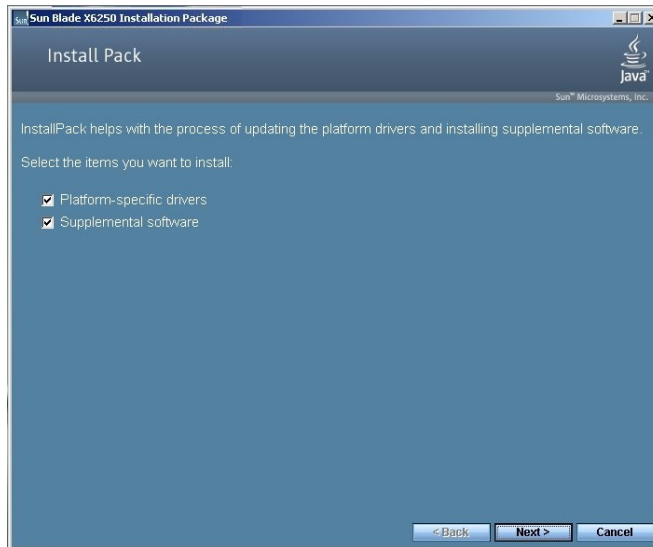 Sun Sun Blade X6250 Installation Package
Install Pack
Java™
Sun™ Microsystems, Inc.
InstallPack helps with the process of updating the platform drivers and installing supplemental software.
Select the items you want to install:
Platform-specific drivers
Supplemental software
< Back Next > Cancel